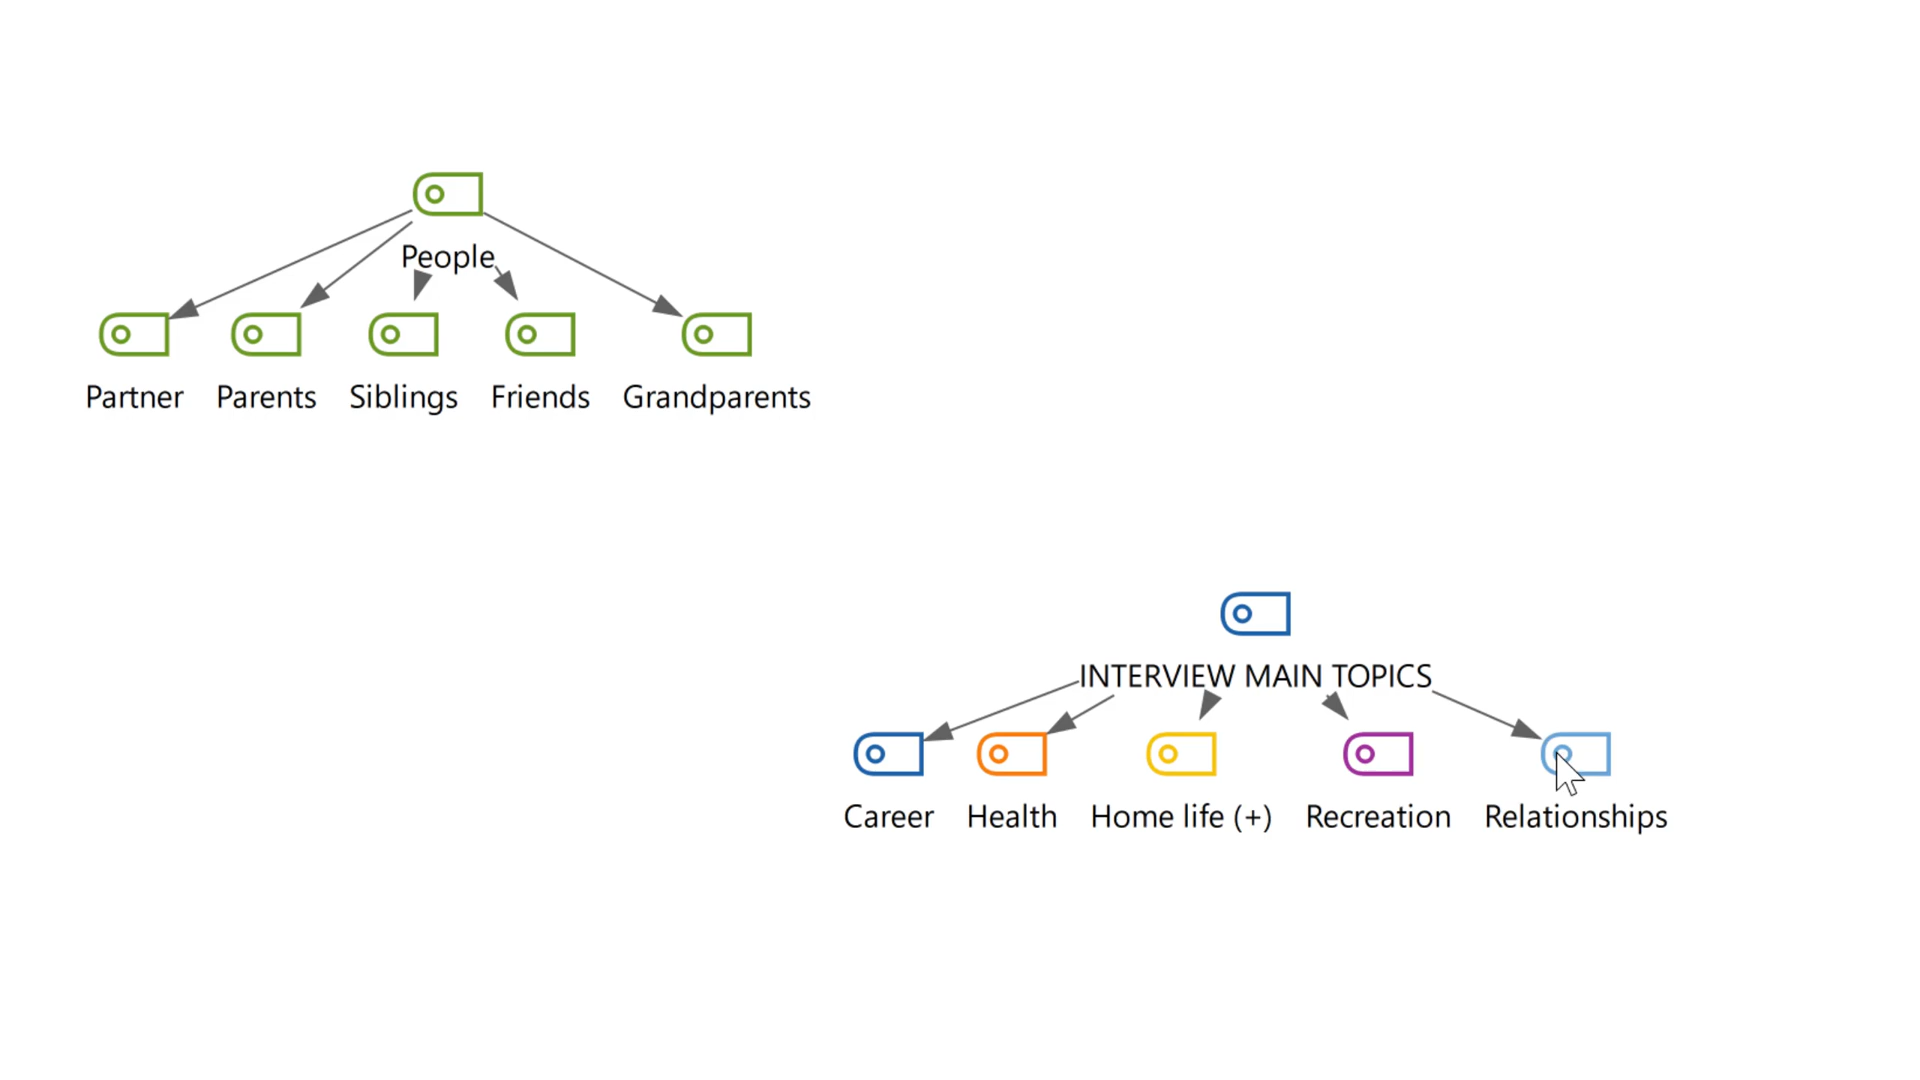 People
Partner Parents Siblings Friends Grandparents
INTERVIEW MAIN TOPICS
Career Health Home life (+) Recreation Relationships